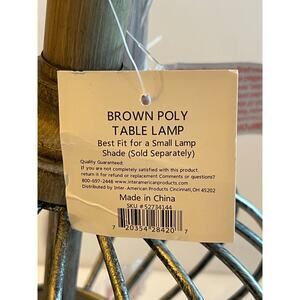 BROWN POLY
TABLE LAMP
Best Fit for a Small Lamp
Shade (Sold Separately)
Quality Guaranteed:
If you are not completely satisfied with this product,
return it for refund or replacement Comments or questions?
800-697-2448 www.interamericanproducts.com
Distributed by Inter-American Products Cincinnati, OH 45202
Made in China
SKU # 52734144
7 20354 28420 7